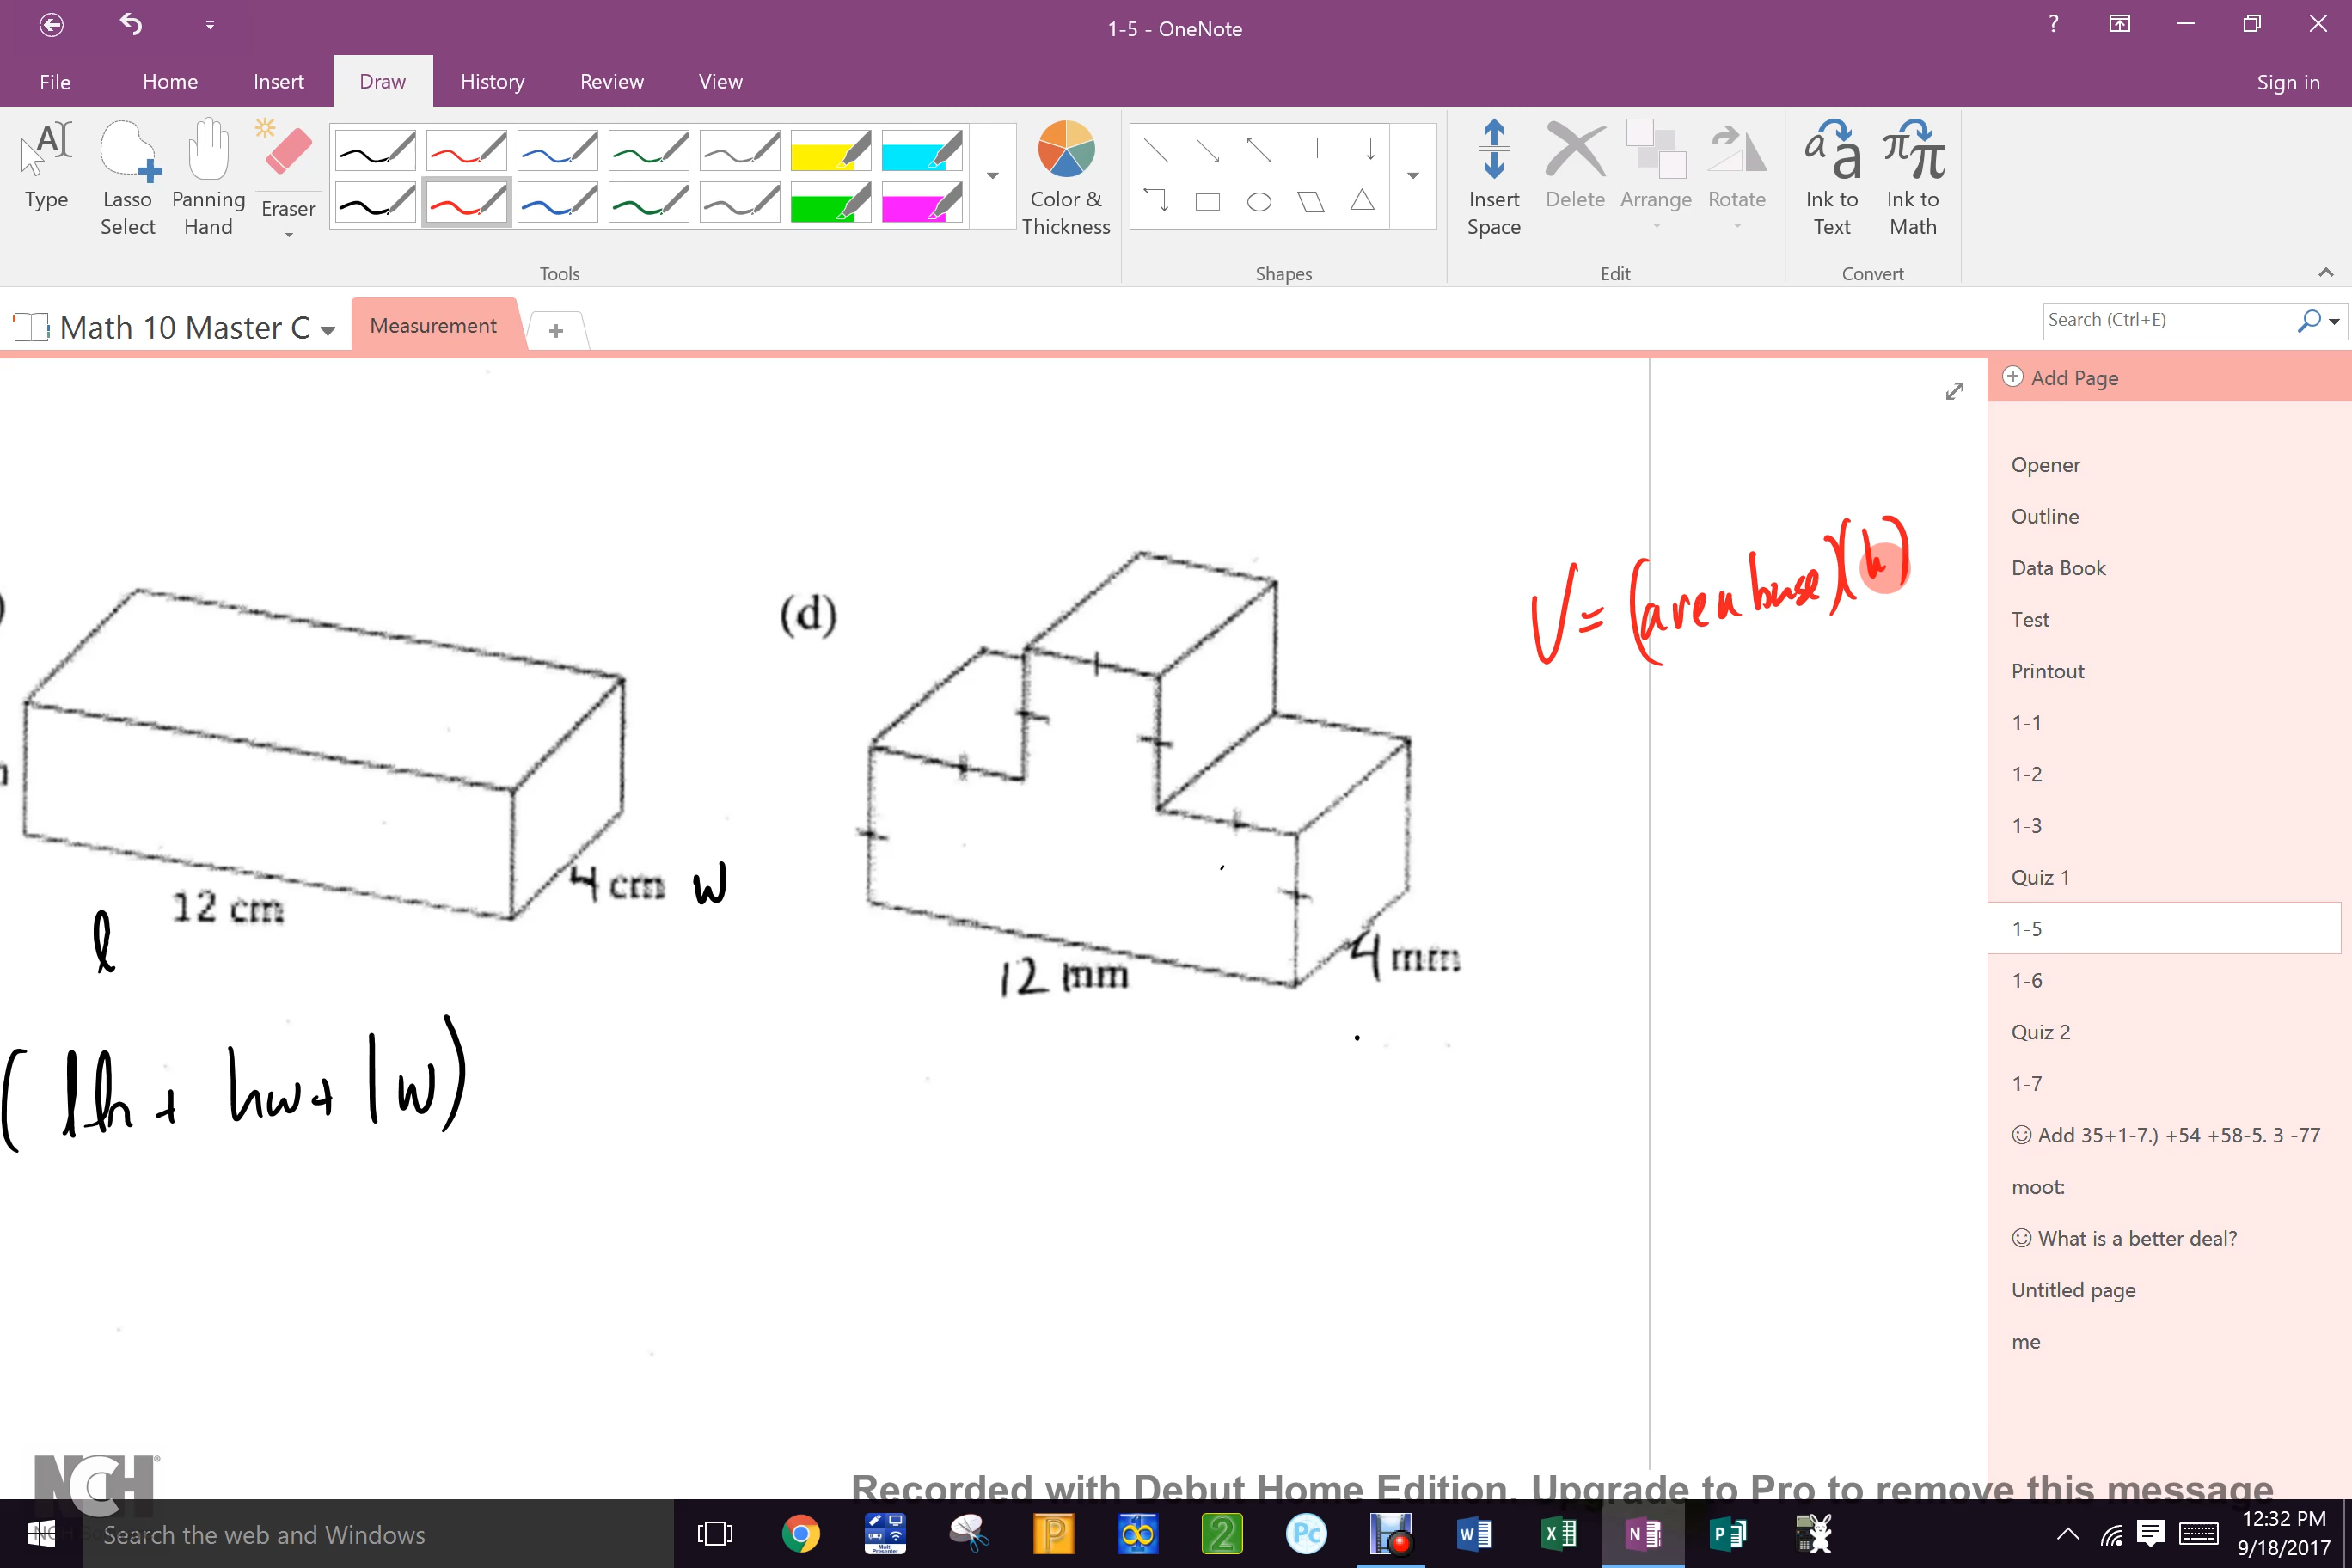 1-5 - OneNote
?
File Home Insert Draw History Review View Sign in
Type
Lasso Select
Panning Hand
Eraser
Color & Thickness
Insert Space
Delete
Arrange
Rotate
Ink to Text
Ink to Math
Tools Shapes Edit Convert
Math 10 Master C
Measurement
Search (Ctrl+E)
Add Page
Opener
Outline
Data Book
Test
Printout
1-1
1-2
1-3
Quiz 1
1-5
1-6
Quiz 2
1-7
Add 35+1-7.) +54 +58-5. 3 -77
moot:
What is a better deal?
Untitled page
me
(d)
V = (area base)(h)
4 cm w
12 cm
l
4 mm
12 mm
( lh + hw + lw)
NCH
Recorded with Debut Home Edition. Upgrade to Pro to remove this message
Search the web and Windows
12:32 PM
9/18/2017